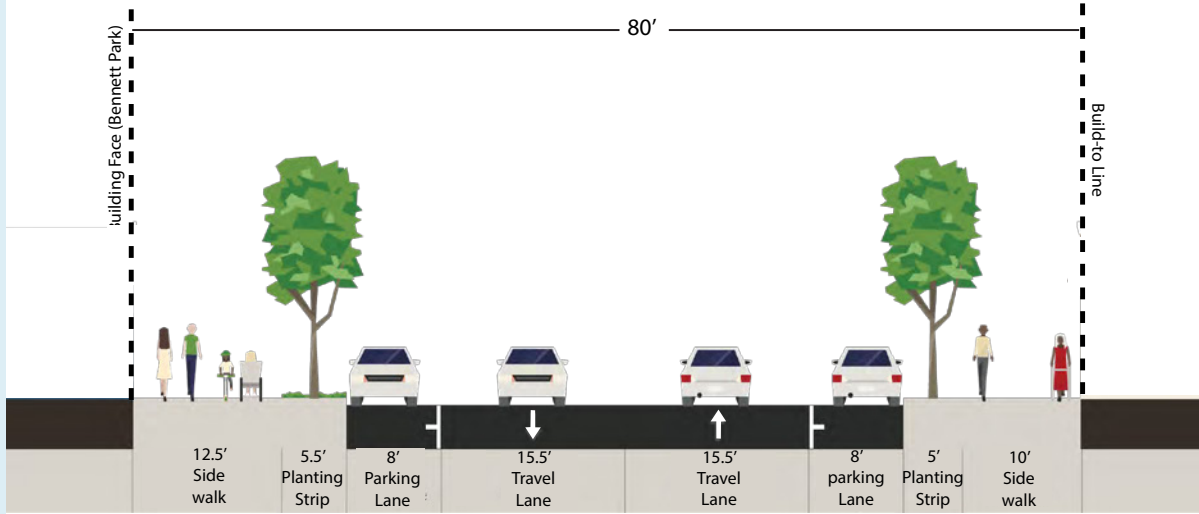 80’
uilding Face (Bennett Park)
Build-to Line
12.5’
Side
walk
5.5’
Planting
Strip
8’
Parking
Lane
15.5’
Travel
Lane
15.5’
Travel
Lane
8’
parking
Lane
5’
Planting
Strip
10’
Side
walk